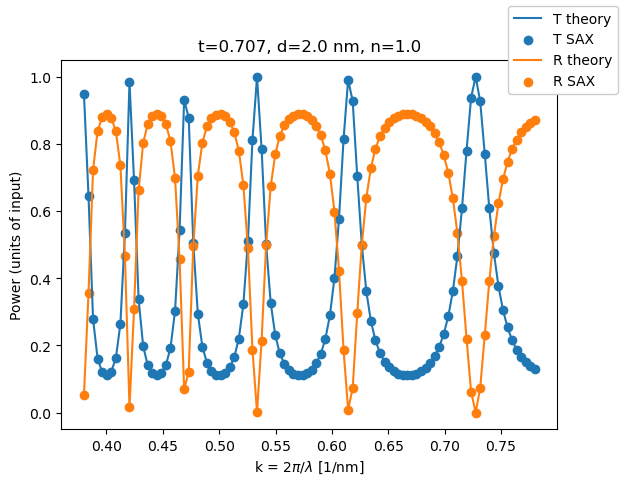 t=0.707, d=2.0 nm, n=1.0
T theory
T SAX
R theory
R SAX
Power (units of input)
1.0
0.8
0.6
0.4
0.2
0.0
0.40 0.45 0.50 0.55 0.60 0.65 0.70 0.75
k = 2π/λ [1/nm]